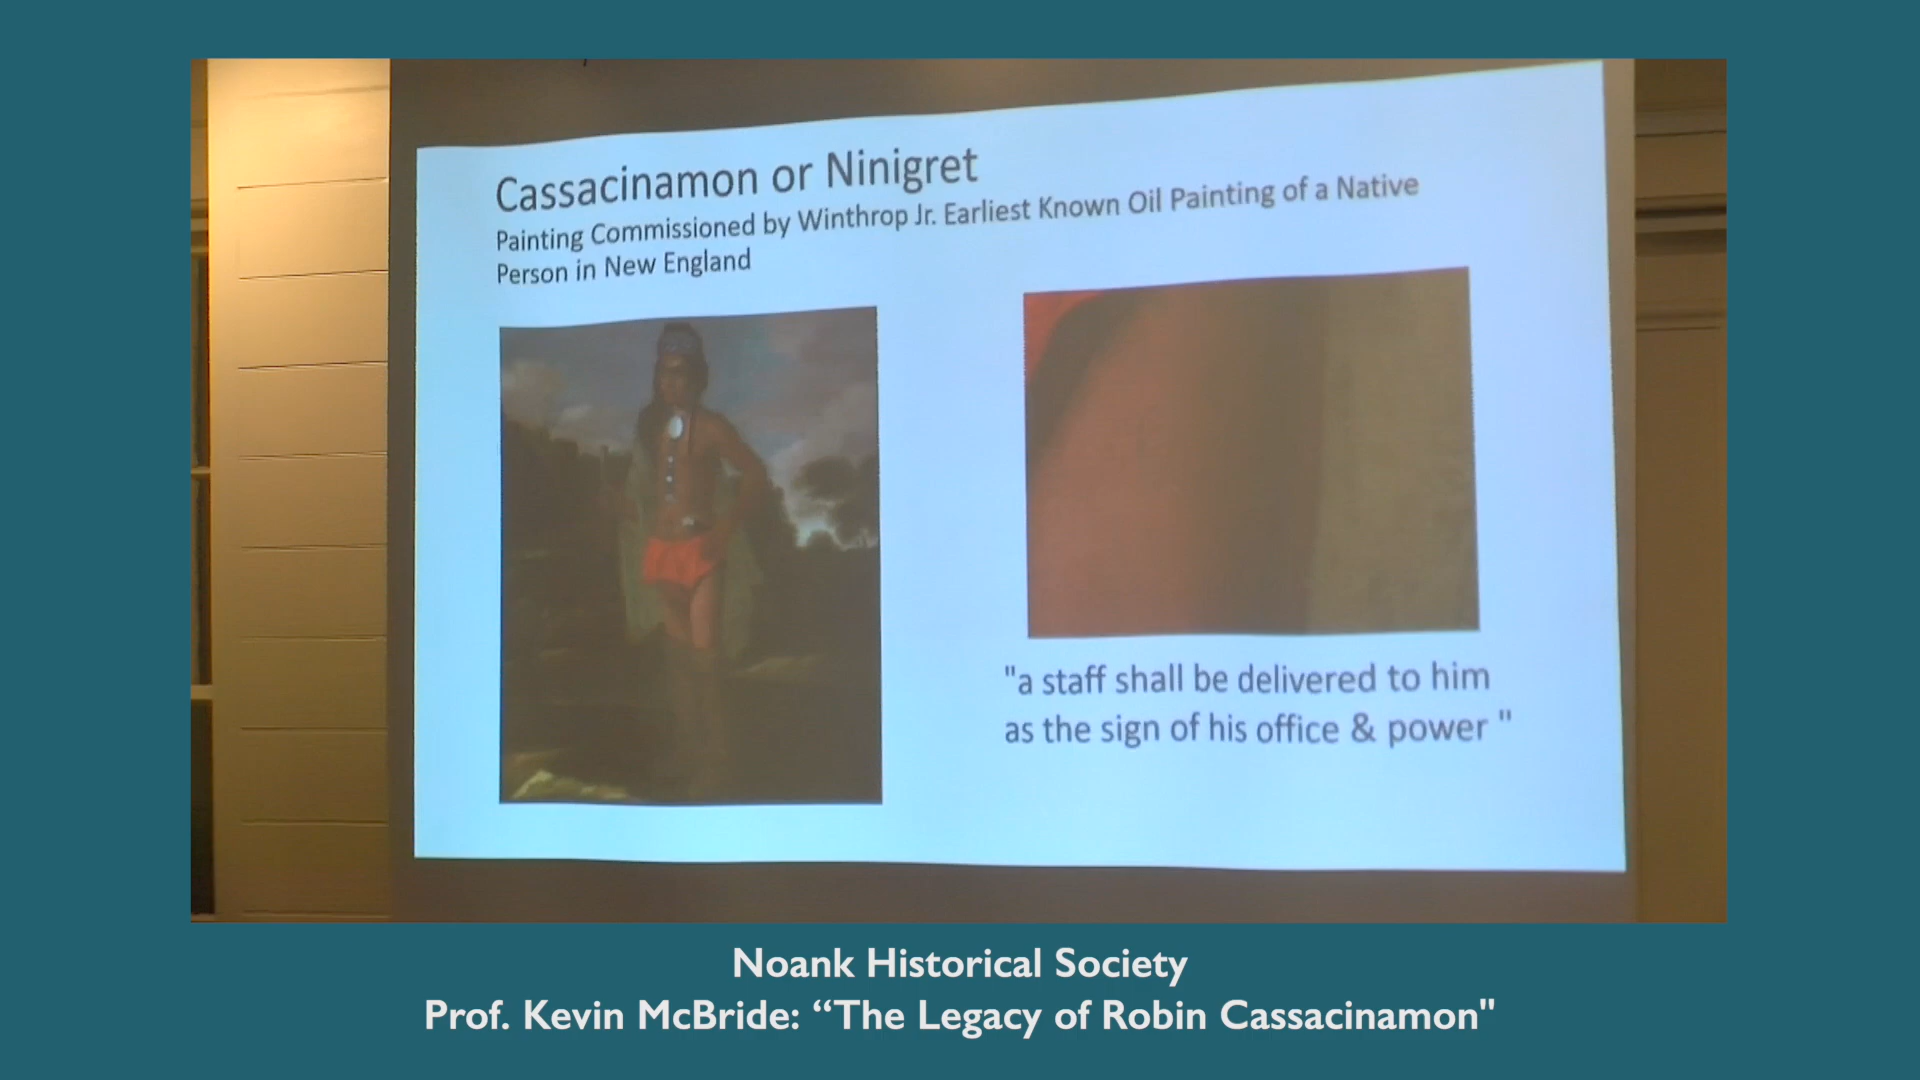 Cassacinamon or Ninigret
Painting Commissioned by Winthrop Jr. Earliest Known Oil Painting of a Native
Person in New England
"a staff shall be delivered to him
as the sign of his office & power "
Noank Historical Society
Prof. Kevin McBride: “The Legacy of Robin Cassacinamon"